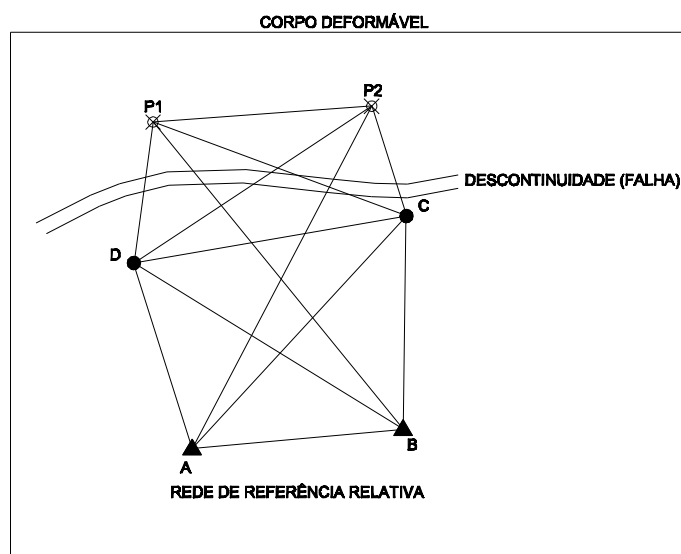 CORPO DEFORMÁVEL
P1
P2
DESCONTINUIDADE (FALHA)
C
D
B
A
REDE DE REFERÊNCIA RELATIVA